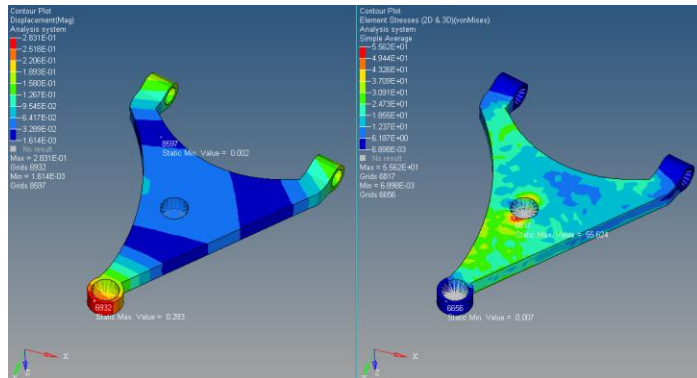 Contour Plot
Displacement(Mag)
Analysis system
2.831E-01
2.518E-01
2.206E-01
1.893E-01
1.580E-01
1.267E-01
9.545E-02
6.417E-02
3.289E-02
1.614E-03
No result
Max = 2.831E-01
Grids 6932
Min = 1.614E-03
Grids 8597
8597
Static Min. Value = 0.002
6932
Static Max. Value = 0.283
X
Y
Z
Contour Plot
Element Stresses (2D & 3D)(vonMises)
Analysis system
Simple Average
5.562E+01
4.944E+01
4.326E+01
3.709E+01
3.091E+01
2.473E+01
1.855E+01
1.237E+01
6.187E+00
6.898E-03
No result
Max = 5.562E+01
Grids 6817
Min = 6.898E-03
Grids 6656
6817
Static Max. Value = 55.624
6656
Static Min. Value = 0.007
X
Y
Z